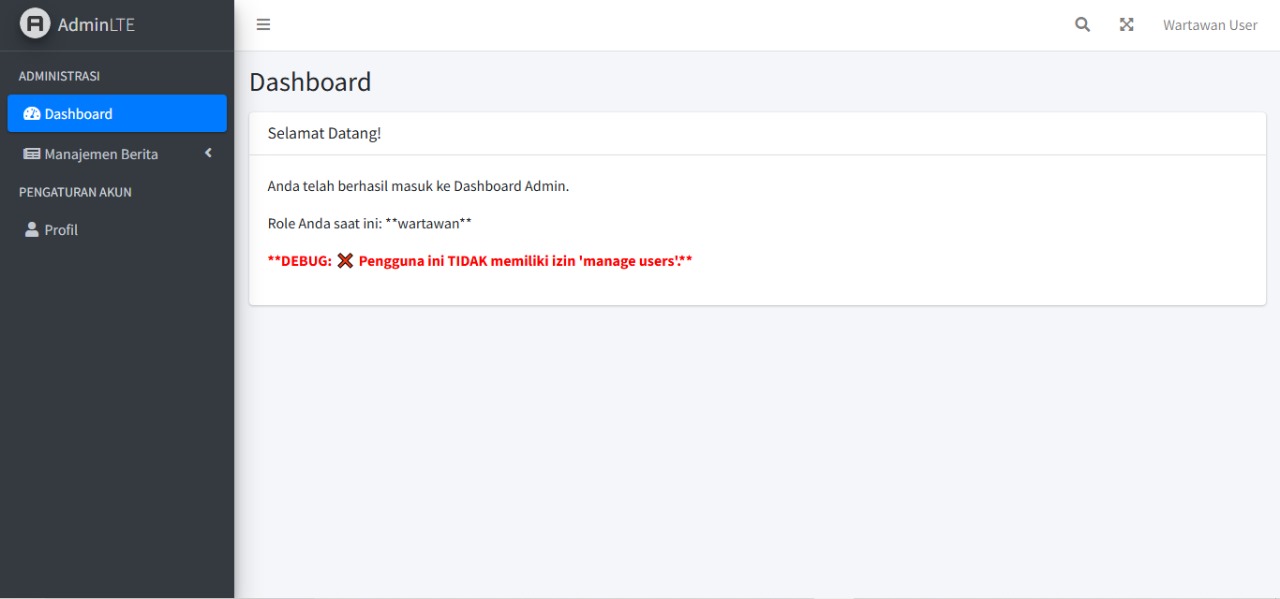 AdminLTE
Wartawan User
ADMINISTRASI
Dashboard
Manajemen Berita
PENGATURAN AKUN
Profil
Dashboard
Selamat Datang!
Anda telah berhasil masuk ke Dashboard Admin.
Role Anda saat ini: **wartawan**
**DEBUG: ❌ Pengguna ini TIDAK memiliki izin 'manage users'.**